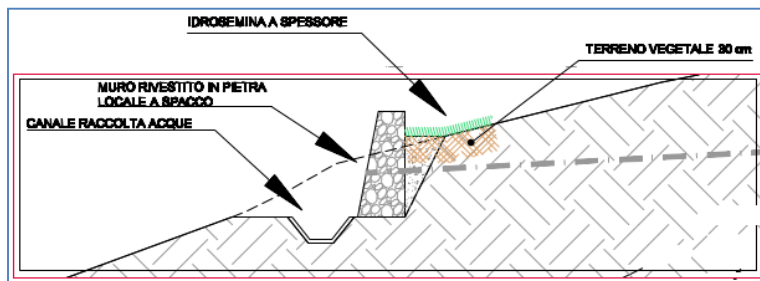 IDROSEMINA A SPESSORE
TERRENO VEGETALE 30 cm
MURO RIVESTITO IN PIETRA
LOCALE A SPACCO
CANALE RACCOLTA ACQUE